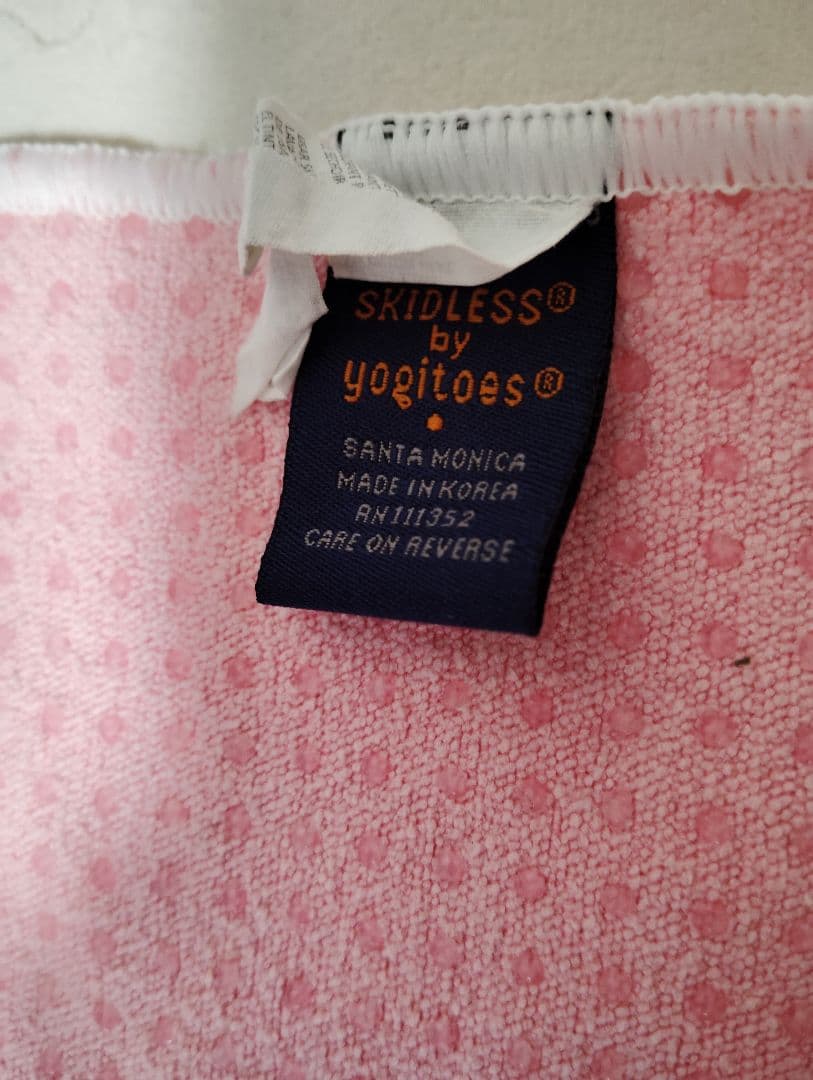 SKIDLESS®
by
yogitoes®
SANTA MONICA
MADE IN KOREA
RN 111352
CARE ON REVERSE